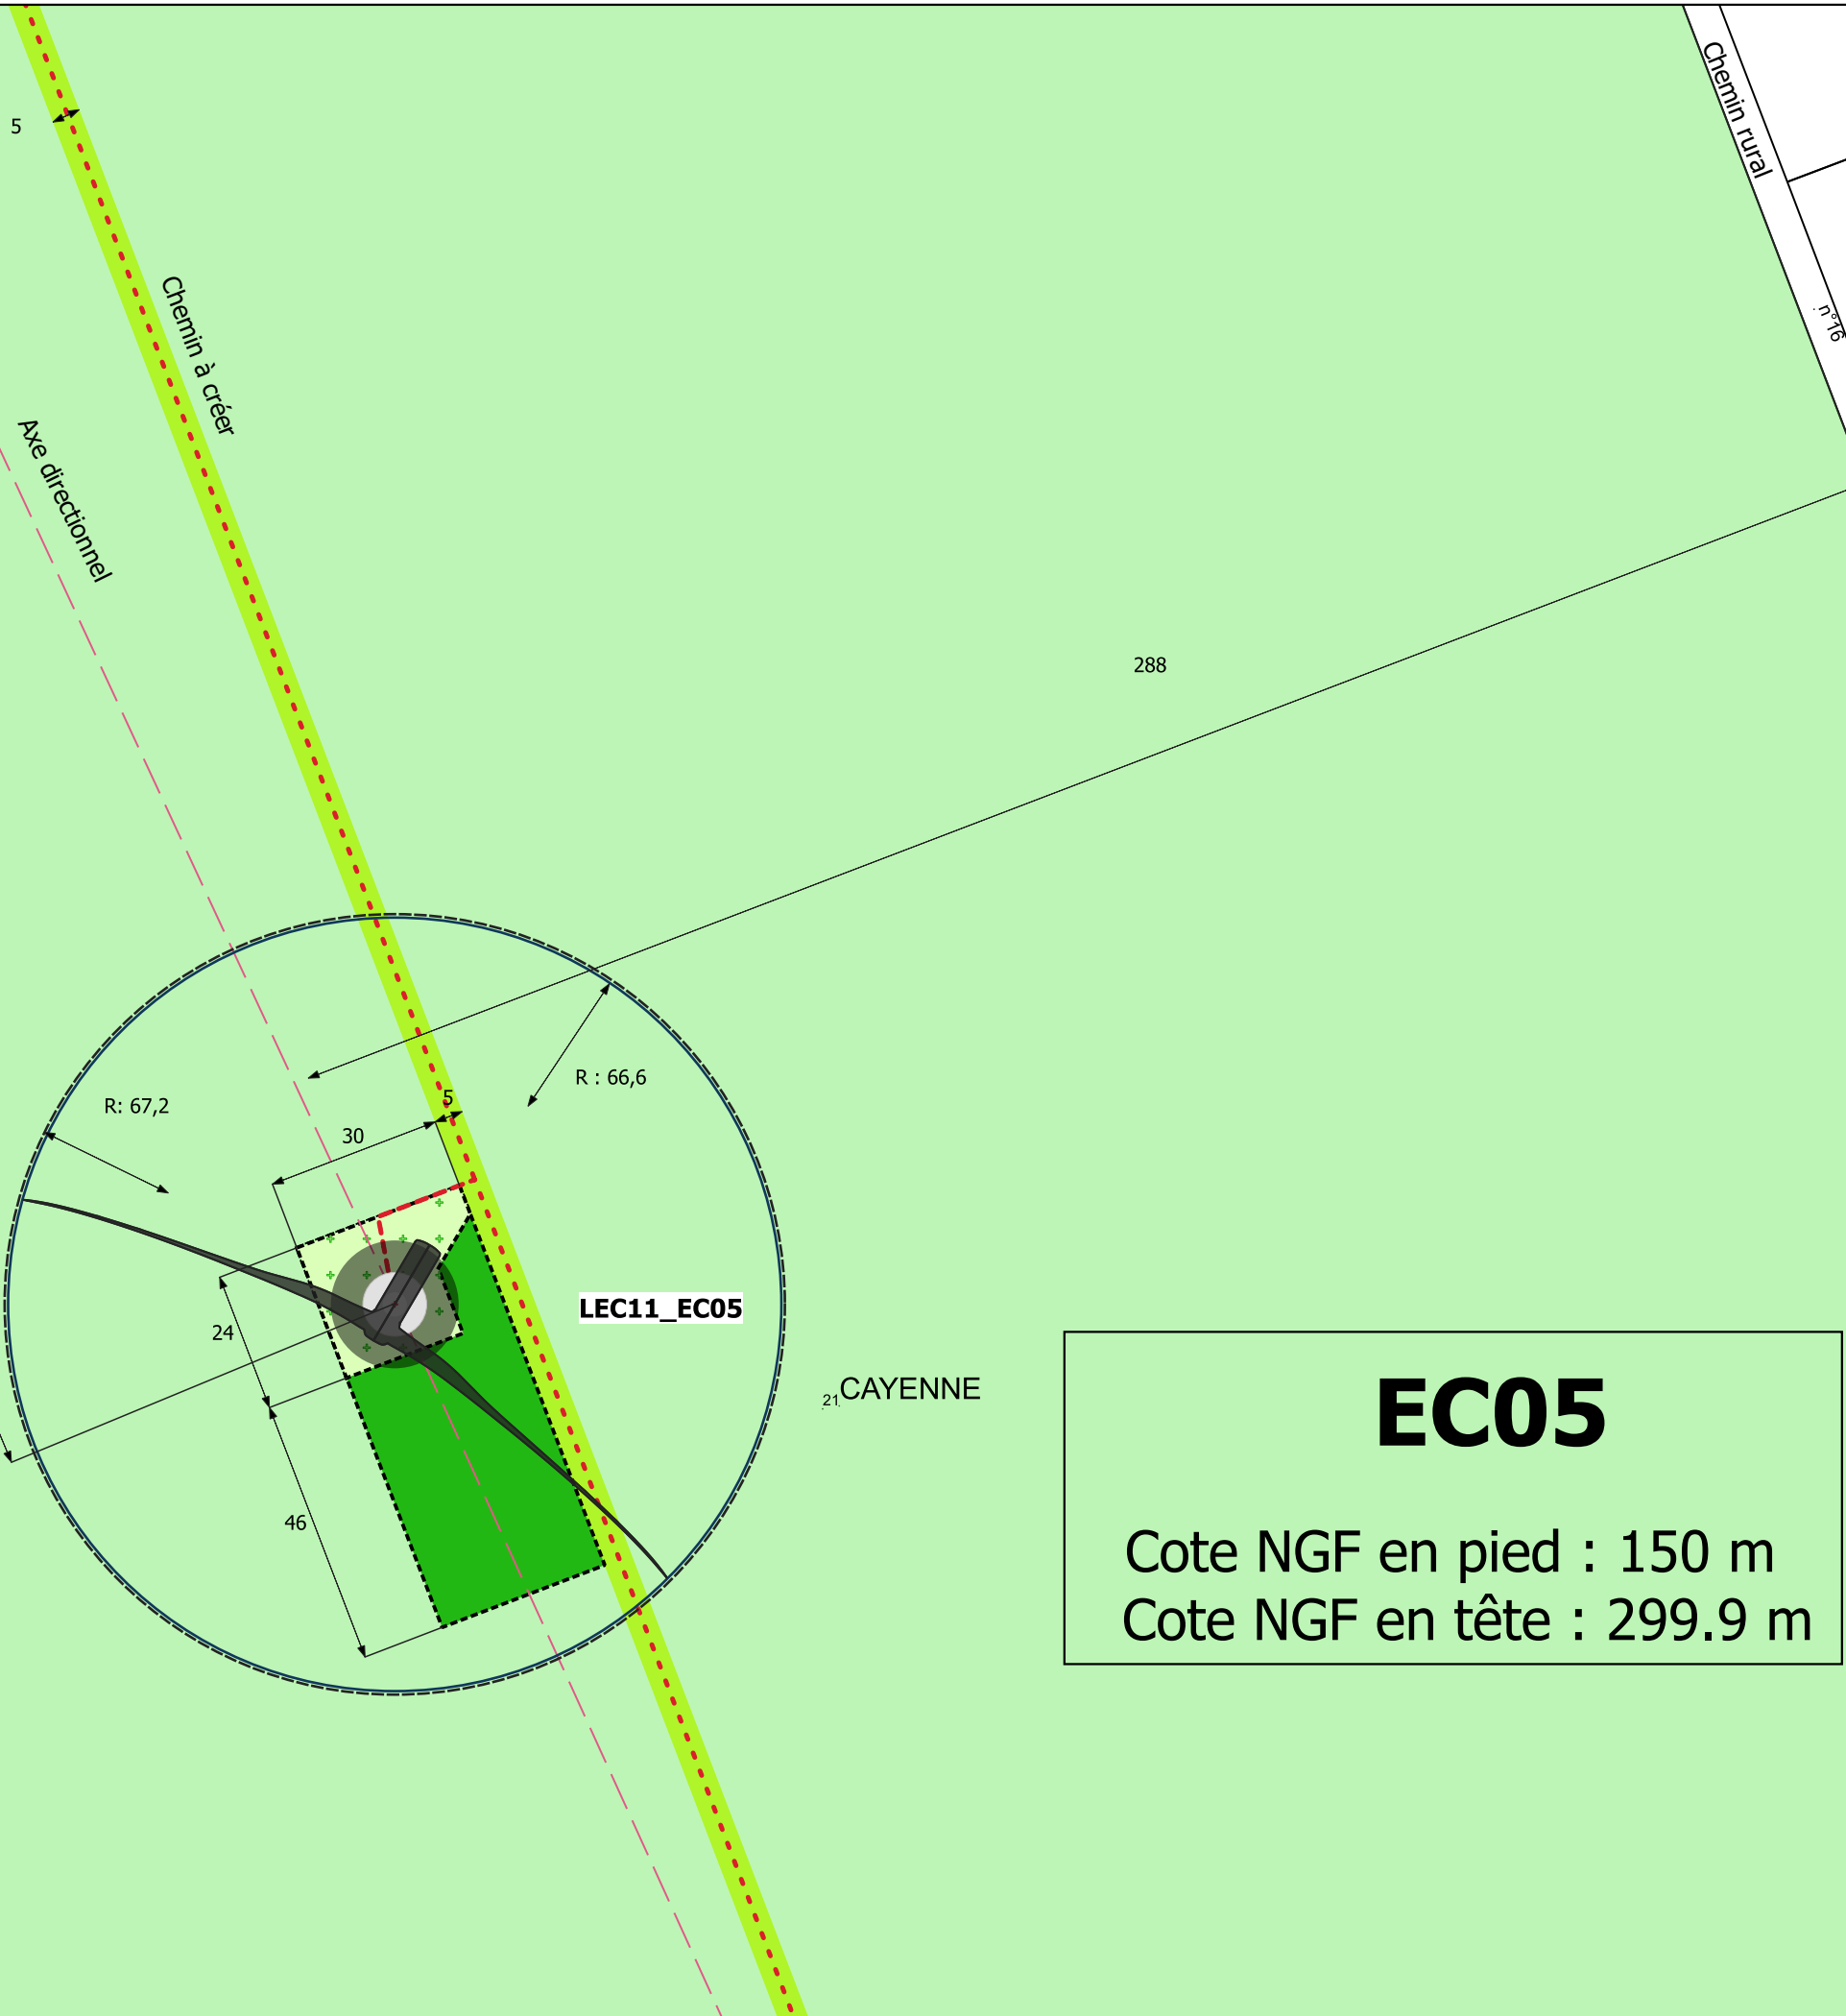 Chemin rural
5
n°16
Chemin à créer
Axe directionnel
288
R : 66,6
5
R: 67,2
30
LEC11_EC05
24
21
CAYENNE
EC05
46
Cote NGF en pied : 150 m
Cote NGF en tête : 299.9 m